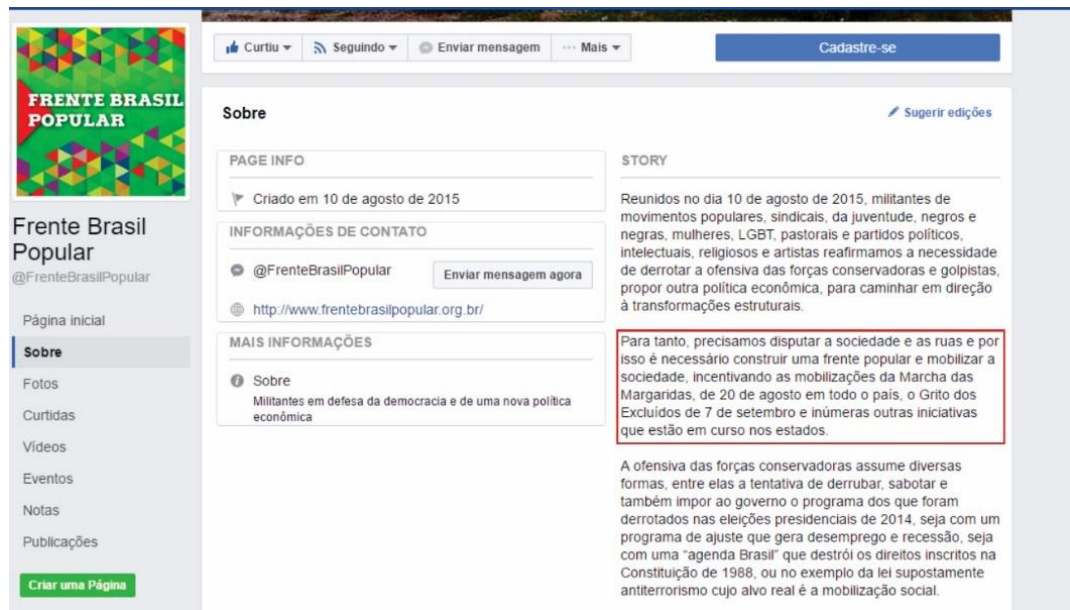 FRENTE BRASIL
POPULAR
Frente Brasil
Popular
@FrenteBrasilPopular
Página inicial
Sobre
Fotos
Curtidas
Vídeos
Eventos
Notas
Publicações
Criar uma Página
Curtiu
Seguindo
Enviar mensagem
Mais
Cadastre-se
Sobre
Sugerir edições
PAGE INFO
Criado em 10 de agosto de 2015
INFORMAÇÕES DE CONTATO
@FrenteBrasilPopular
Enviar mensagem agora
http://www.frentebrasilpopular.org.br/
MAIS INFORMAÇÕES
Sobre
Militantes em defesa da democracia e de uma nova política
econômica
STORY
Reunidos no dia 10 de agosto de 2015, militantes de
movimentos populares, sindicais, da juventude, negros e
negras, mulheres, LGBT, pastorais e partidos políticos,
intelectuais, religiosos e artistas reafirmamos a necessidade
de derrotar a ofensiva das forças conservadoras e golpistas,
propor outra política econômica, para caminhar em direção
à transformações estruturais.
Para tanto, precisamos disputar a sociedade e as ruas e por
isso é necessário construir uma frente popular e mobilizar a
sociedade, incentivando as mobilizações da Marcha das
Margaridas, de 20 de agosto em todo o país, o Grito dos
Excluídos de 7 de setembro e inúmeras outras iniciativas
que estão em curso nos estados.
A ofensiva das forças conservadoras assume diversas
formas, entre elas a tentativa de derrubar, sabotar e
também impor ao governo o programa dos que foram
derrotados nas eleições presidenciais de 2014, seja com um
programa de ajuste que gera desemprego e recessão, seja
com uma "agenda Brasil" que destrói os direitos inscritos na
Constituição de 1988, ou no exemplo da lei supostamente
antiterrorismo cujo alvo real é a mobilização social.